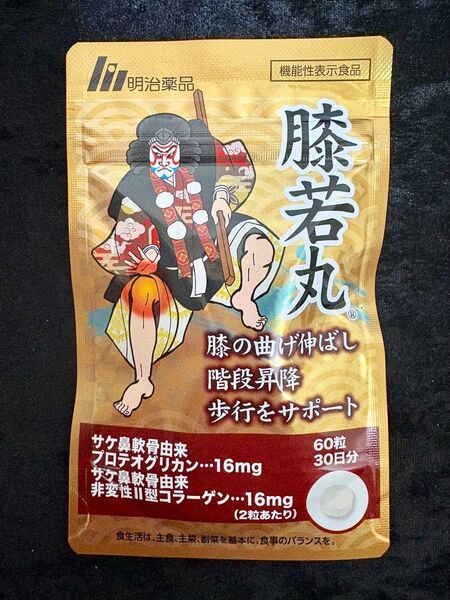 明治薬品
機能性表示食品
膝若丸®
膝の曲げ伸ばし
階段昇降
歩行をサポート
サケ鼻軟骨由来
プロテオグリカン…16mg
サケ鼻軟骨由来
非変性II型コラーゲン…16mg
(2粒あたり)
60粒
30日分
食生活は、主食、主菜、副菜を基本に、食事のバランスを。